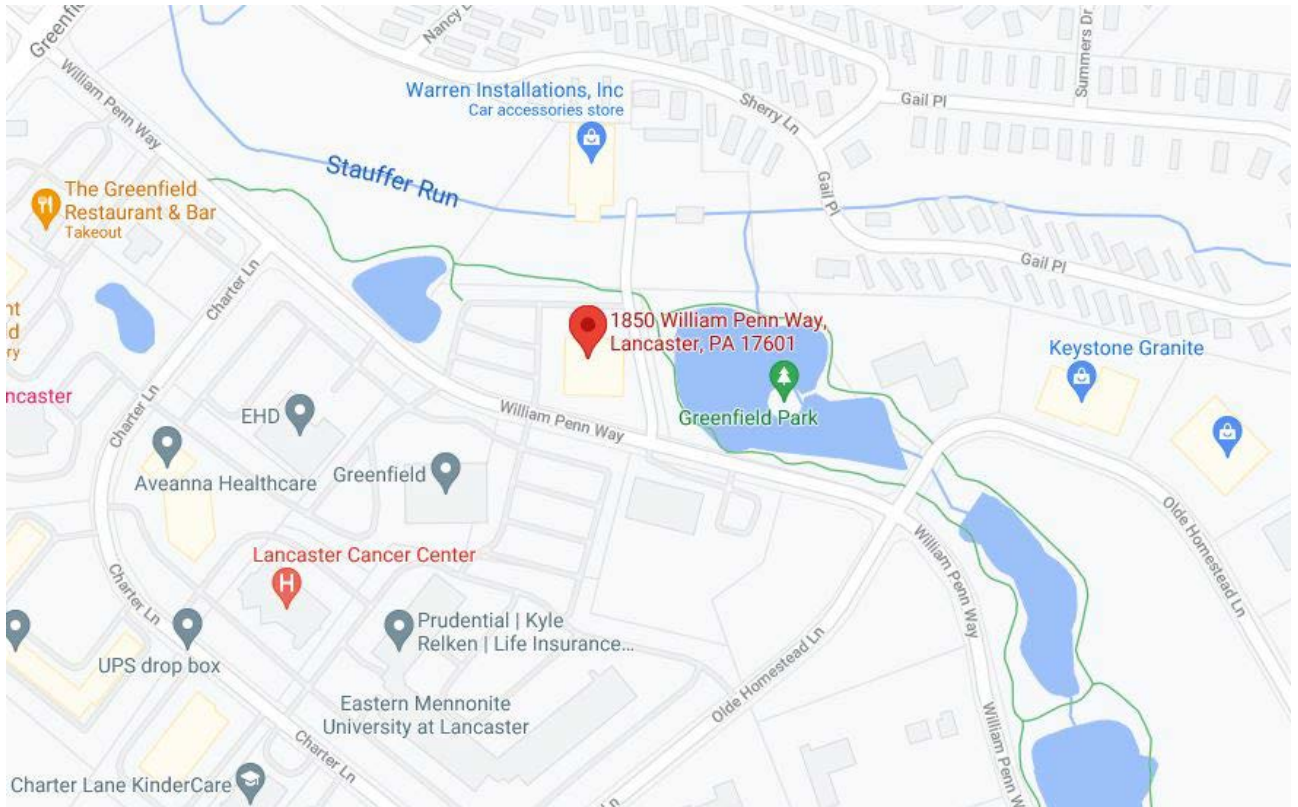 Nancy
Greenfi
William Penn Way
Warren Installations, Inc
Car accessories store
Sherry Ln
Gail Pl
Summers Dr
Stauffer Run
The Greenfield
Restaurant & Bar
Takeout
Charter Ln
Gail Pl
Gail Pl
nt
d
ry
1850 William Penn Way,
Lancaster, PA 17601
Keystone Granite
ncaster
Greenfield Park
Charter Ln
EHD
William Penn Way
Aveanna Healthcare
Greenfield
Olde Homestead Ln
Lancaster Cancer Center
William Penn Way
Charter Ln
Prudential | Kyle
Relken | Life Insurance...
UPS drop box
Olde Homestead Ln
Eastern Mennonite
University at Lancaster
William Penn W
Charter Ln
Charter Lane KinderCare
Ln